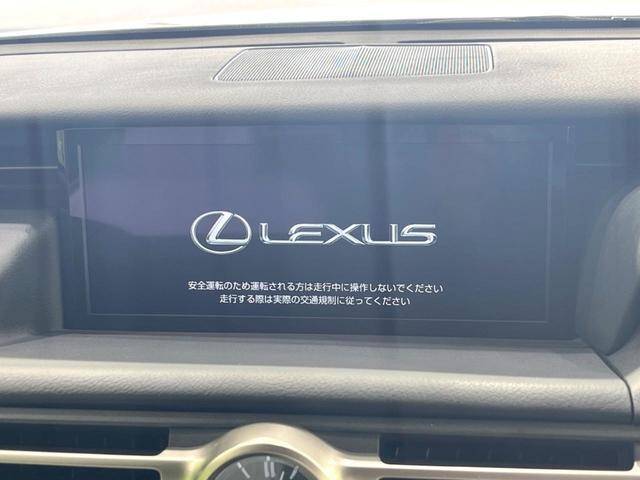 LEXUS
安全運転のため運転される方は走行中に操作しないでください
走行する際は実際の交通規制に従ってください